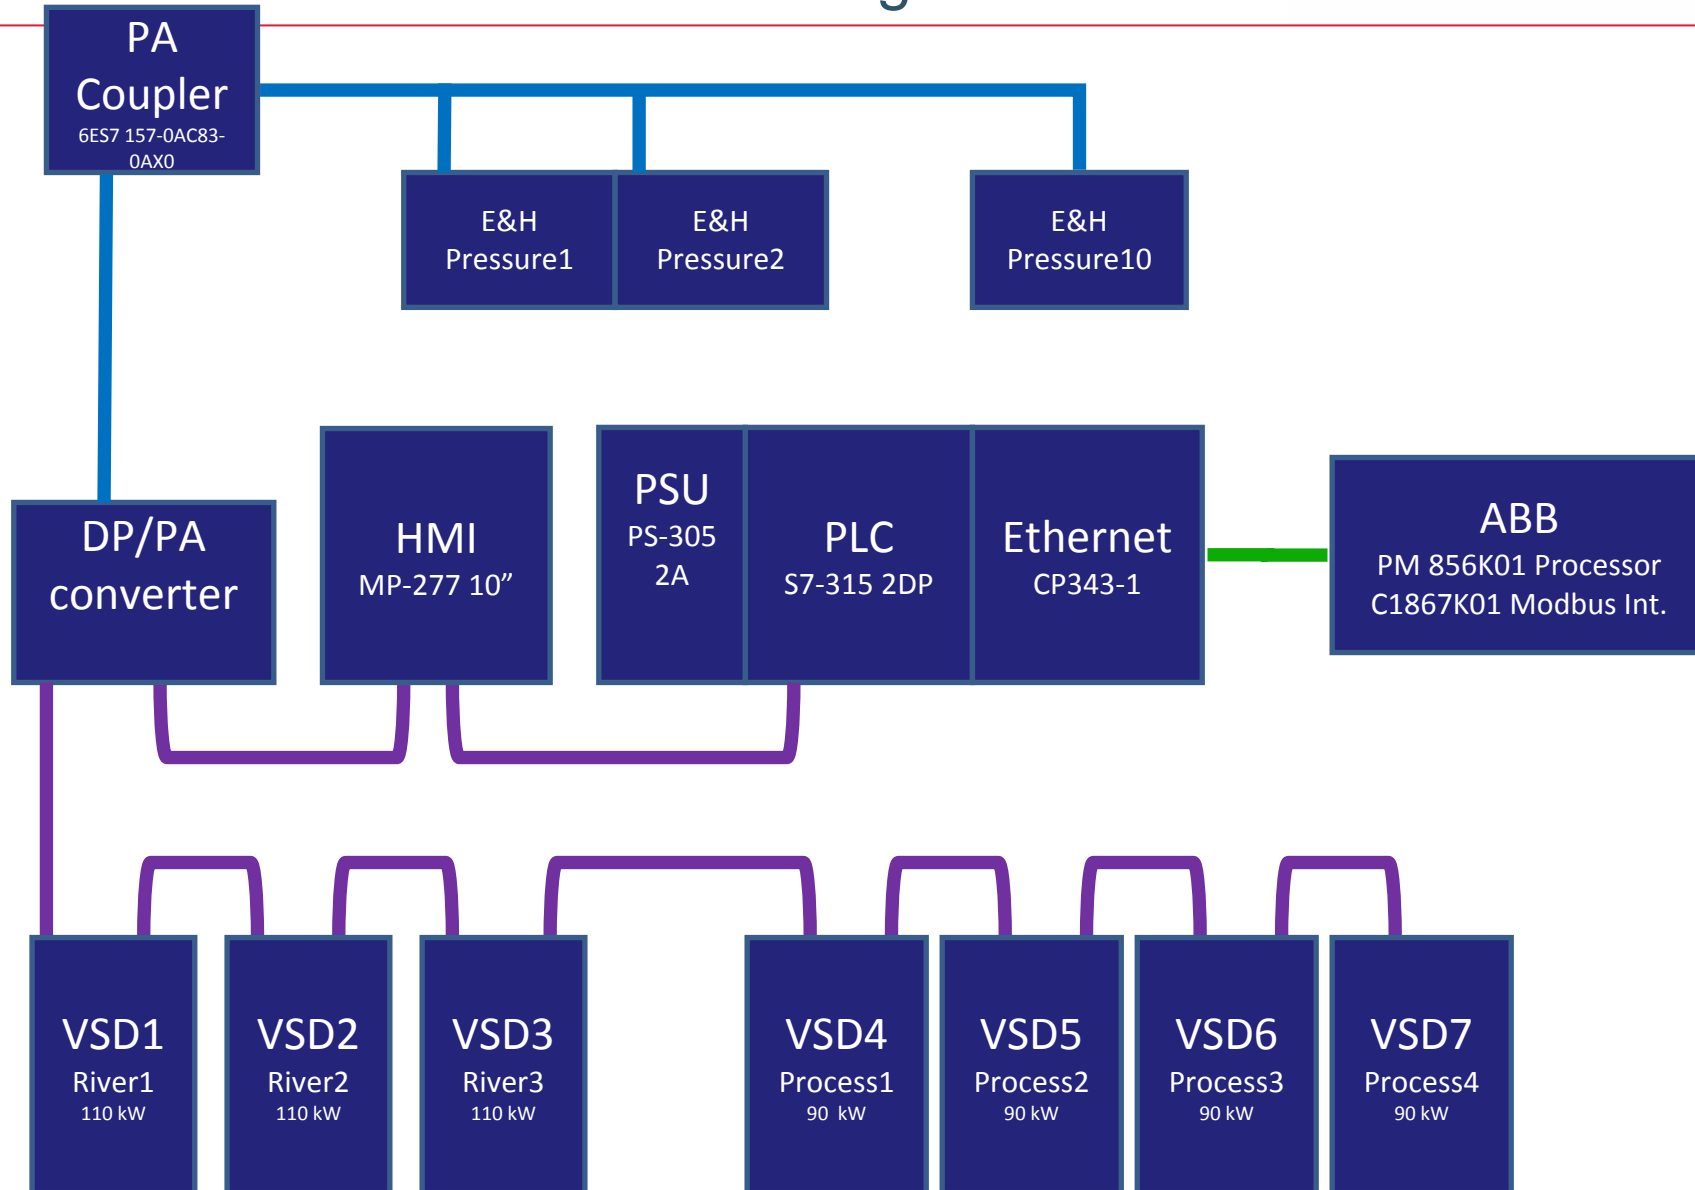 PA
Coupler
6ES7 157-0AC83-
0AX0
E&H
Pressure1
E&H
Pressure2
E&H
Pressure10
DP/PA
converter
HMI
MP-277 10”
PSU
PS-305
2A
PLC
S7-315 2DP
Ethernet
CP343-1
ABB
PM 856K01 Processor
C1867K01 Modbus Int.
VSD1
River1
110 kW
VSD2
River2
110 kW
VSD3
River3
110 kW
VSD4
Process1
90  kW
VSD5
Process2
90 kW
VSD6
Process3
90 kW
VSD7
Process4
90 kW